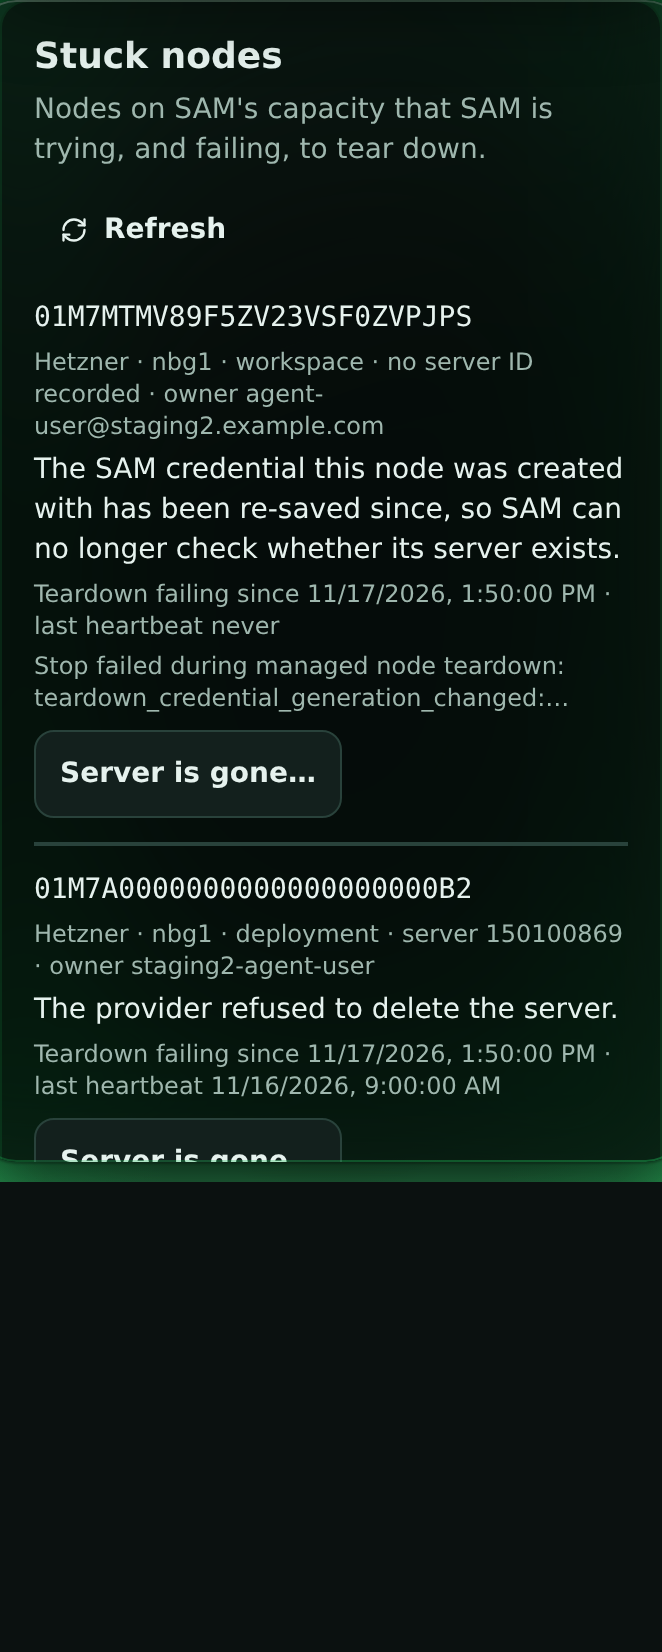 Stuck nodes
Nodes on SAM's capacity that SAM is
trying, and failing, to tear down.
Refresh
01M7MTMV89F5ZV23VSF0ZVPJPS
Hetzner · nbg1 · workspace · no server ID
recorded · owner agent-
user@staging2.example.com
The SAM credential this node was created
with has been re-saved since, so SAM can
no longer check whether its server exists.
Teardown failing since 11/17/2026, 1:50:00 PM ·
last heartbeat never
Stop failed during managed node teardown:
teardown_credential_generation_changed:…
Server is gone…
01M7A0000000000000000000B2
Hetzner · nbg1 · deployment · server 150100869
· owner staging2-agent-user
The provider refused to delete the server.
Teardown failing since 11/17/2026, 1:50:00 PM ·
last heartbeat 11/16/2026, 9:00:00 AM
Server is gone…